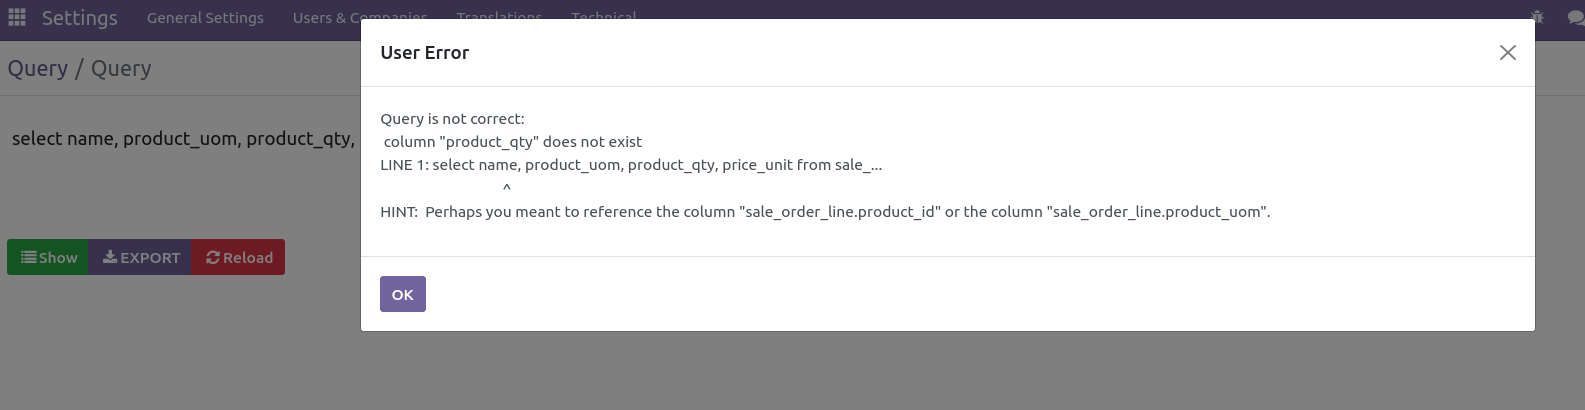 Settings General Settings Users & Companies Translations Technical
User Error
Query / Query
select name, product_uom, product_qty,
Query is not correct:
column "product_qty" does not exist
LINE 1: select name, product_uom, product_qty, price_unit from sale_...
^
HINT:  Perhaps you meant to reference the column "sale_order_line.product_id" or the column "sale_order_line.product_uom".
Show EXPORT Reload
OK